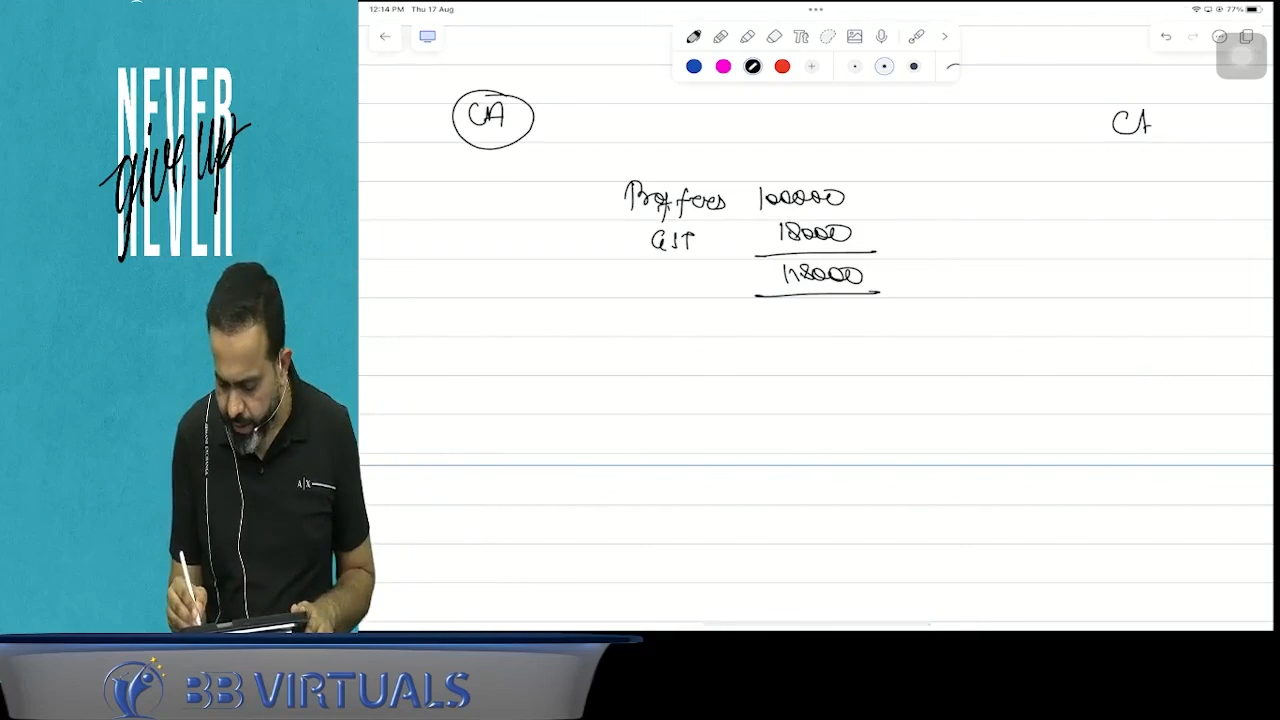 12:14 PM Thu 17 Aug
77%
NEVER
give up
NEVER
CA
CA
Prof fees 100000
GST 18000
118000
A|X
BB VIRTUALS